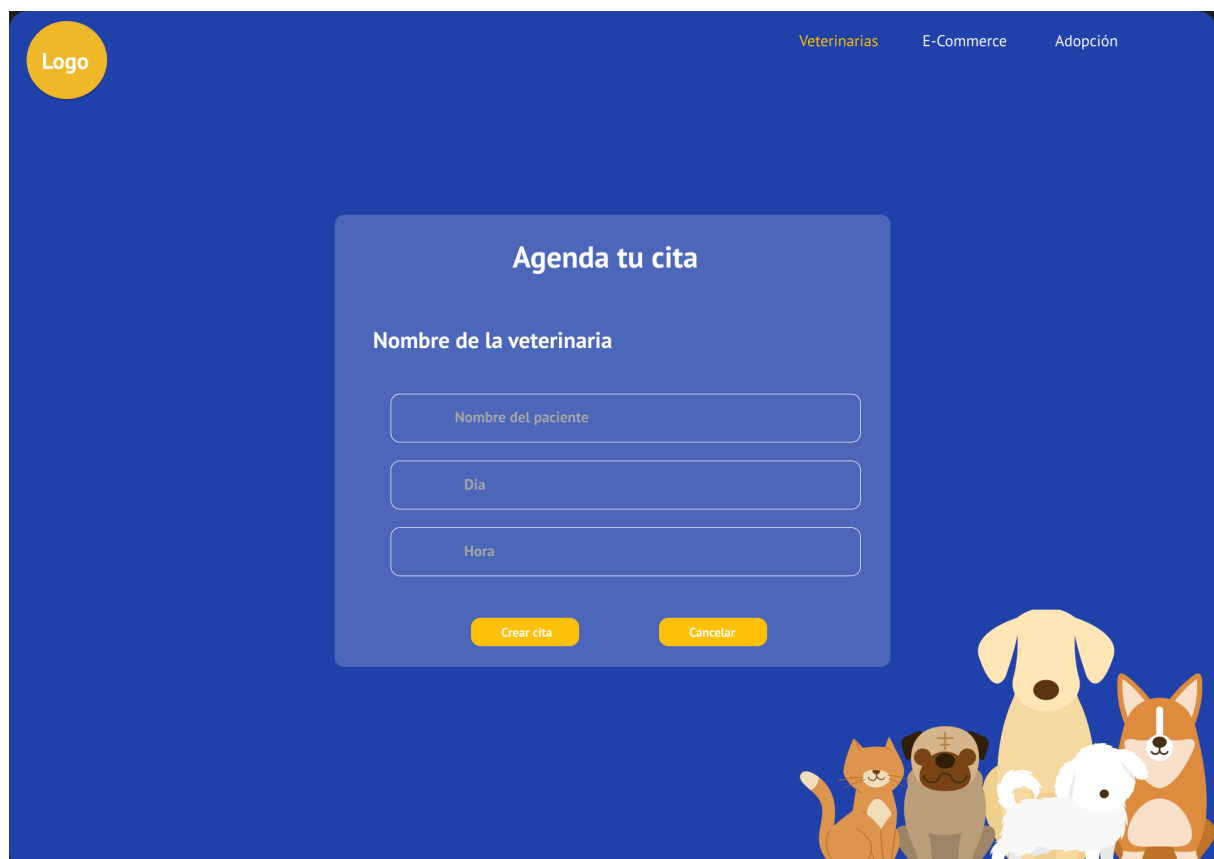 Logo
Veterinarias E-Commerce Adopción
Agenda tu cita
Nombre de la veterinaria
Nombre del paciente
Dia
Hora
Crear cita Cancelar